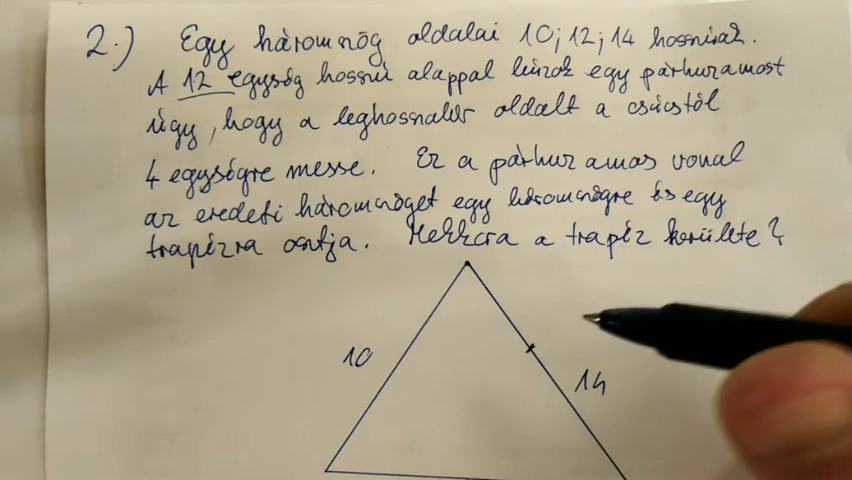 2.) Egy háromszög oldalai 10; 12; 14 hosszúak.
A 12 egység hosszú alappal húzok egy párhuzamost
úgy, hogy a leghosszabb oldalt a csúcstól
4 egységre messe. Ez a párhuzamos vonal
az eredeti háromszöget egy háromszögre és egy
trapézra osztja. Mekkora a trapéz kerülete?
10
14